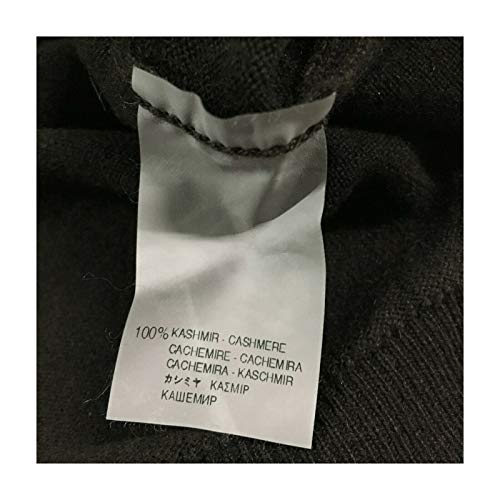 100% KASHMIR - CASHMERE
CACHEMIRE - CACHEMIRA
CACHEMIRA - KASCHMIR
カシミヤ ΚΑΣΜΙΡ
КАШЕМИР